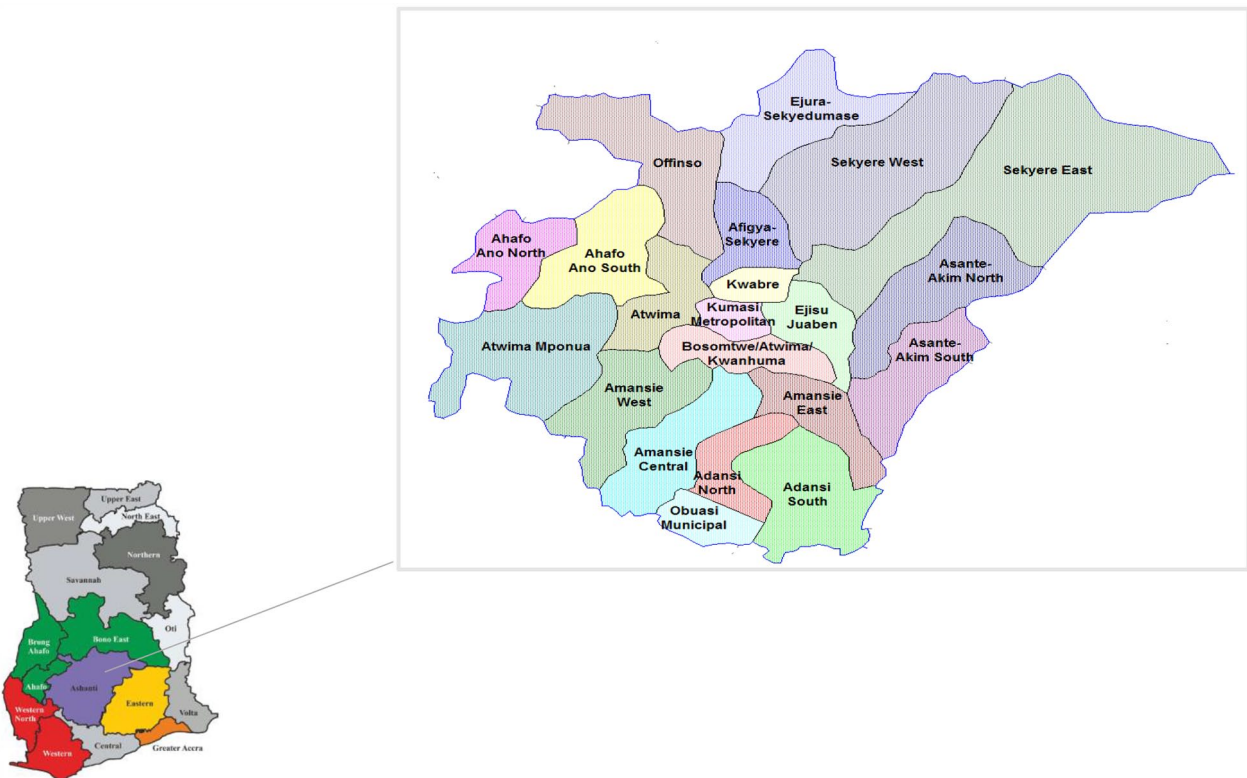 Ejura-
Sekyedumase
Offinso
Sekyere West
Sekyere East
Afigya-
Sekyere
Ahafo
Ano North
Ahafo
Ano South
Asante-
Akim North
Kwabre
Atwima
Kumasi
Metropolitan
Ejisu
Juaben
Atwima Mponua
Bosomtwe/Atwima/
Kwanhuma
Asante-
Akim South
Amansie
West
Amansie
East
Amansie
Central
Adansi
North
Adansi
South
Obuasi
Municipal
Upper East
Upper West
North East
Northern
Savannah
Oti
Brong
Ahafo
Bono East
Ahafo
Ashanti
Eastern
Western
North
Volta
Western
Central
Greater Accra